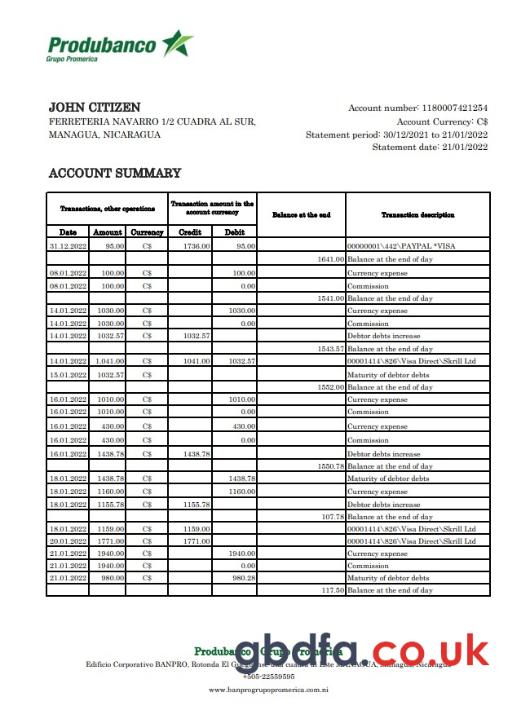 Produbanco
Grupo Promerica
JOHN CITIZEN
FERRETERIA NAVARRO 1/2 CUADRA AL SUR,
MANAGUA, NICARAGUA
Account number: 1180007421254
Account Currency: C$
Statement period: 30/12/2021 to 21/01/2022
Statement date: 21/01/2022
ACCOUNT SUMMARY
Transactions, other operations Transaction amount in the account currency Balance at the end Transaction description
Date Amount Currency Credit Debit
31.12.2022 95.00 C$ 1736.00 95.00 00000001\442\PAYPAL *VISA
1641.00 Balance at the end of day
08.01.2022 100.00 C$ 100.00 Currency expense
08.01.2022 100.00 C$ 0.00 Commission
1541.00 Balance at the end of day
14.01.2022 1030.00 C$ 1030.00 Currency expense
14.01.2022 1030.00 C$ 0.00 Commission
14.01.2022 1032.57 C$ 1032.57 Debtor debts increase
1543.57 Balance at the end of day
14.01.2022 1,041.00 C$ 1041.00 1032.57 00001414\826\Visa Direct\Skrill Ltd
15.01.2022 1032.57 C$ Maturity of debtor debts
1552.00 Balance at the end of day
16.01.2022 1010.00 C$ 1010.00 Currency expense
16.01.2022 1010.00 C$ 0.00 Commission
16.01.2022 430.00 C$ 430.00 Currency expense
16.01.2022 430.00 C$ 0.00 Commission
16.01.2022 1438.78 C$ 1438.78 Debtor debts increase
1550.78 Balance at the end of day
18.01.2022 1438.78 C$ 1438.78 Maturity of debtor debts
18.01.2022 1160.00 C$ 1160.00 Currency expense
18.01.2022 1155.78 C$ 1155.78 Debtor debts increase
107.78 Balance at the end of day
18.01.2022 1159.00 C$ 1159.00 00001414\826\Visa Direct\Skrill Ltd
20.01.2022 1771.00 C$ 1771.00 00001414\826\Visa Direct\Skrill Ltd
21.01.2022 1940.00 C$ 1940.00 Currency expense
21.01.2022 1940.00 C$ 0.00 Commission
21.01.2022 980.00 C$ 980.28 Maturity of debtor debts
117.50 Balance at the end of day
Produbanco Grupo Promerica
gbdfa.co.uk
Edificio Corporativo BANPRO, Rotonda El
+505-22559595
www.banprogrupopromerica.com.ni